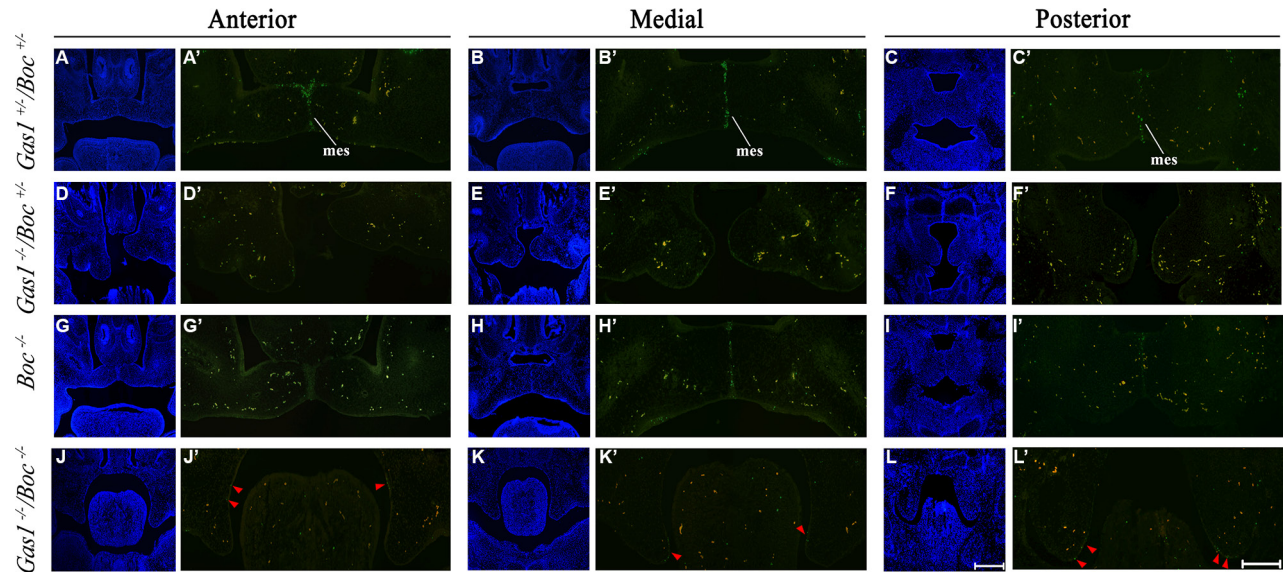 Anterior Medial Posterior
Gas1 +/-/Boc +/-
A A’ B B’ C C’
mes mes mes
Gas1 -/-/Boc +/-
D D’ E E’ F F’
Boc -/-
G G’ H H’ I I’
Gas1 -/-/Boc -/-
J J’ K K’ L L’